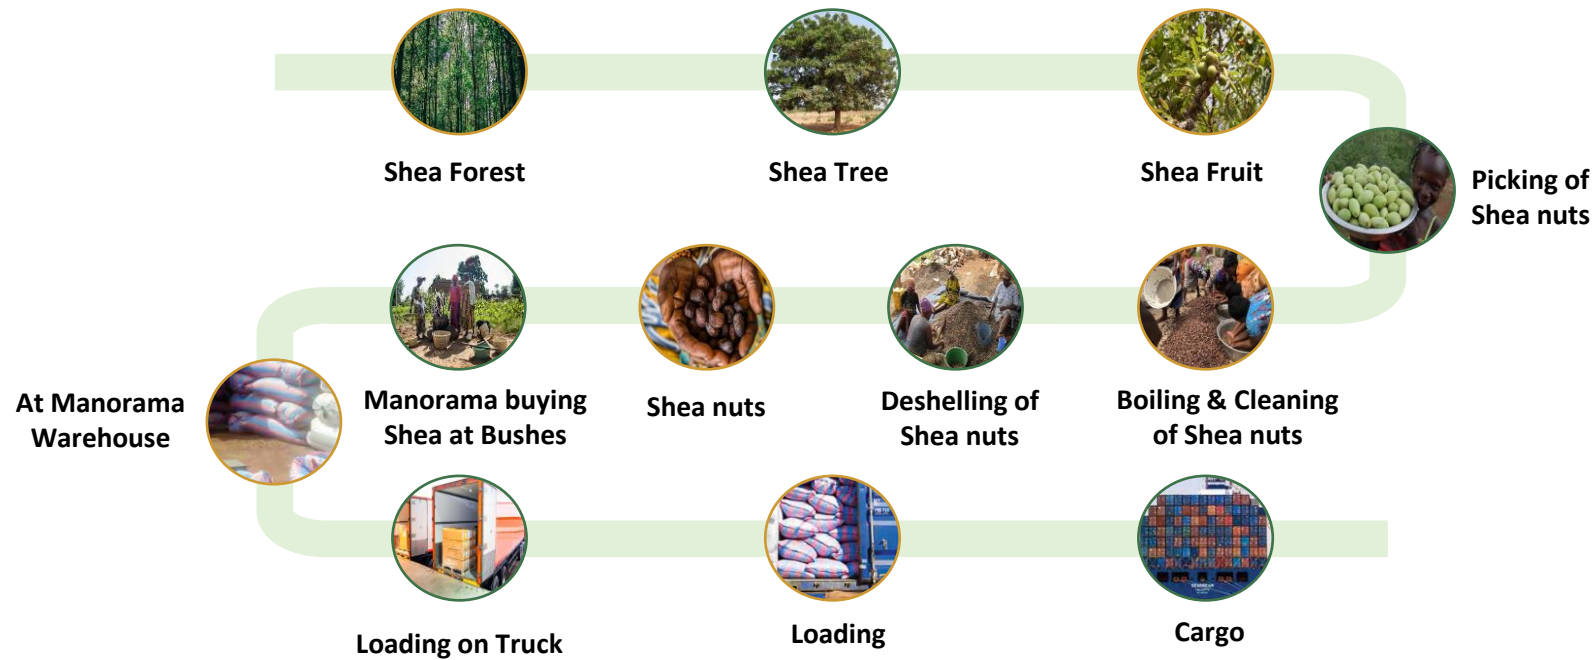 Shea Forest
Shea Tree
Shea Fruit
Picking of
Shea nuts
Boiling & Cleaning
of Shea nuts
Deshelling of
Shea nuts
Shea nuts
Manorama buying
Shea at Bushes
At Manorama
Warehouse
Loading on Truck
Loading
Cargo